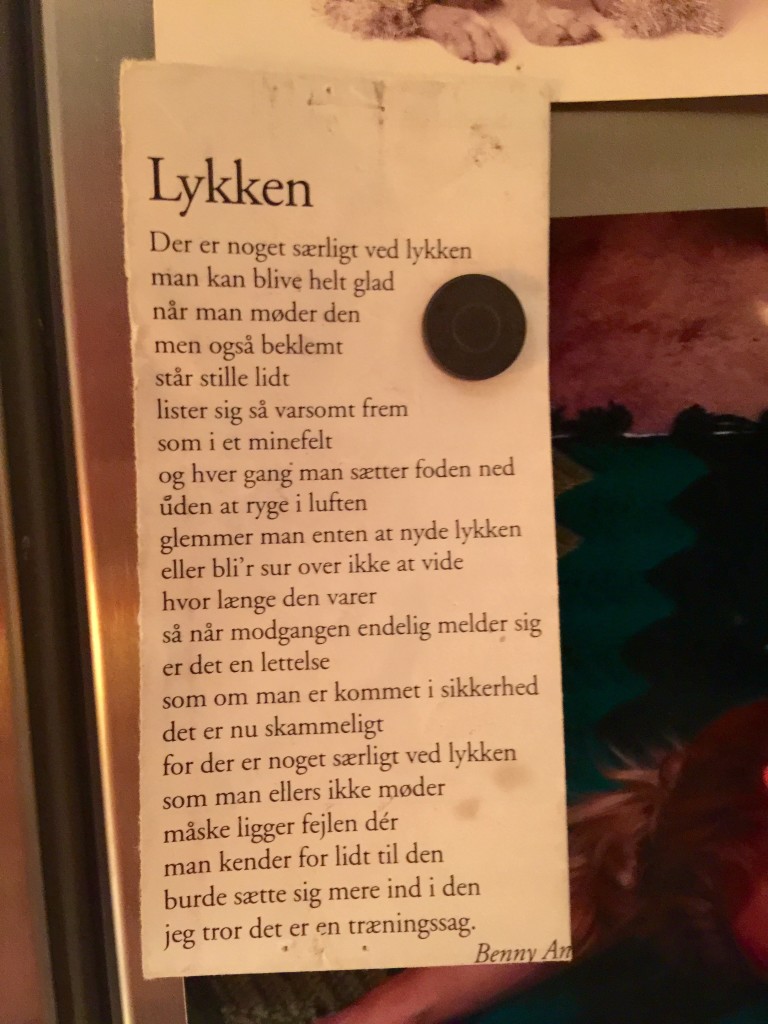 Lykken
Der er noget særligt ved lykken
man kan blive helt glad
når man møder den
men også beklemt
står stille lidt
lister sig så varsomt frem
som i et minefelt
og hver gang man sætter foden ned
uden at ryge i luften
glemmer man enten at nyde lykken
eller bli'r sur over ikke at vide
hvor længe den varer
så når modgangen endelig melder sig
er det en lettelse
som om man er kommet i sikkerhed
det er nu skammeligt
for der er noget særligt ved lykken
som man ellers ikke møder
måske ligger fejlen dér
man kender for lidt til den
burde sætte sig mere ind i den
jeg tror det er en træningssag.
Benny An